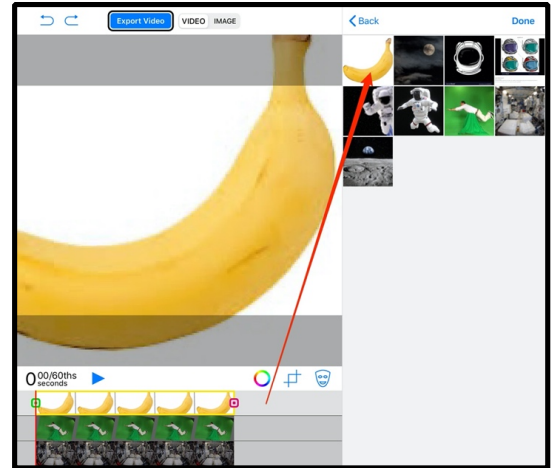 Export Video
VIDEO IMAGE
Back
Done
0 00/60ths
seconds